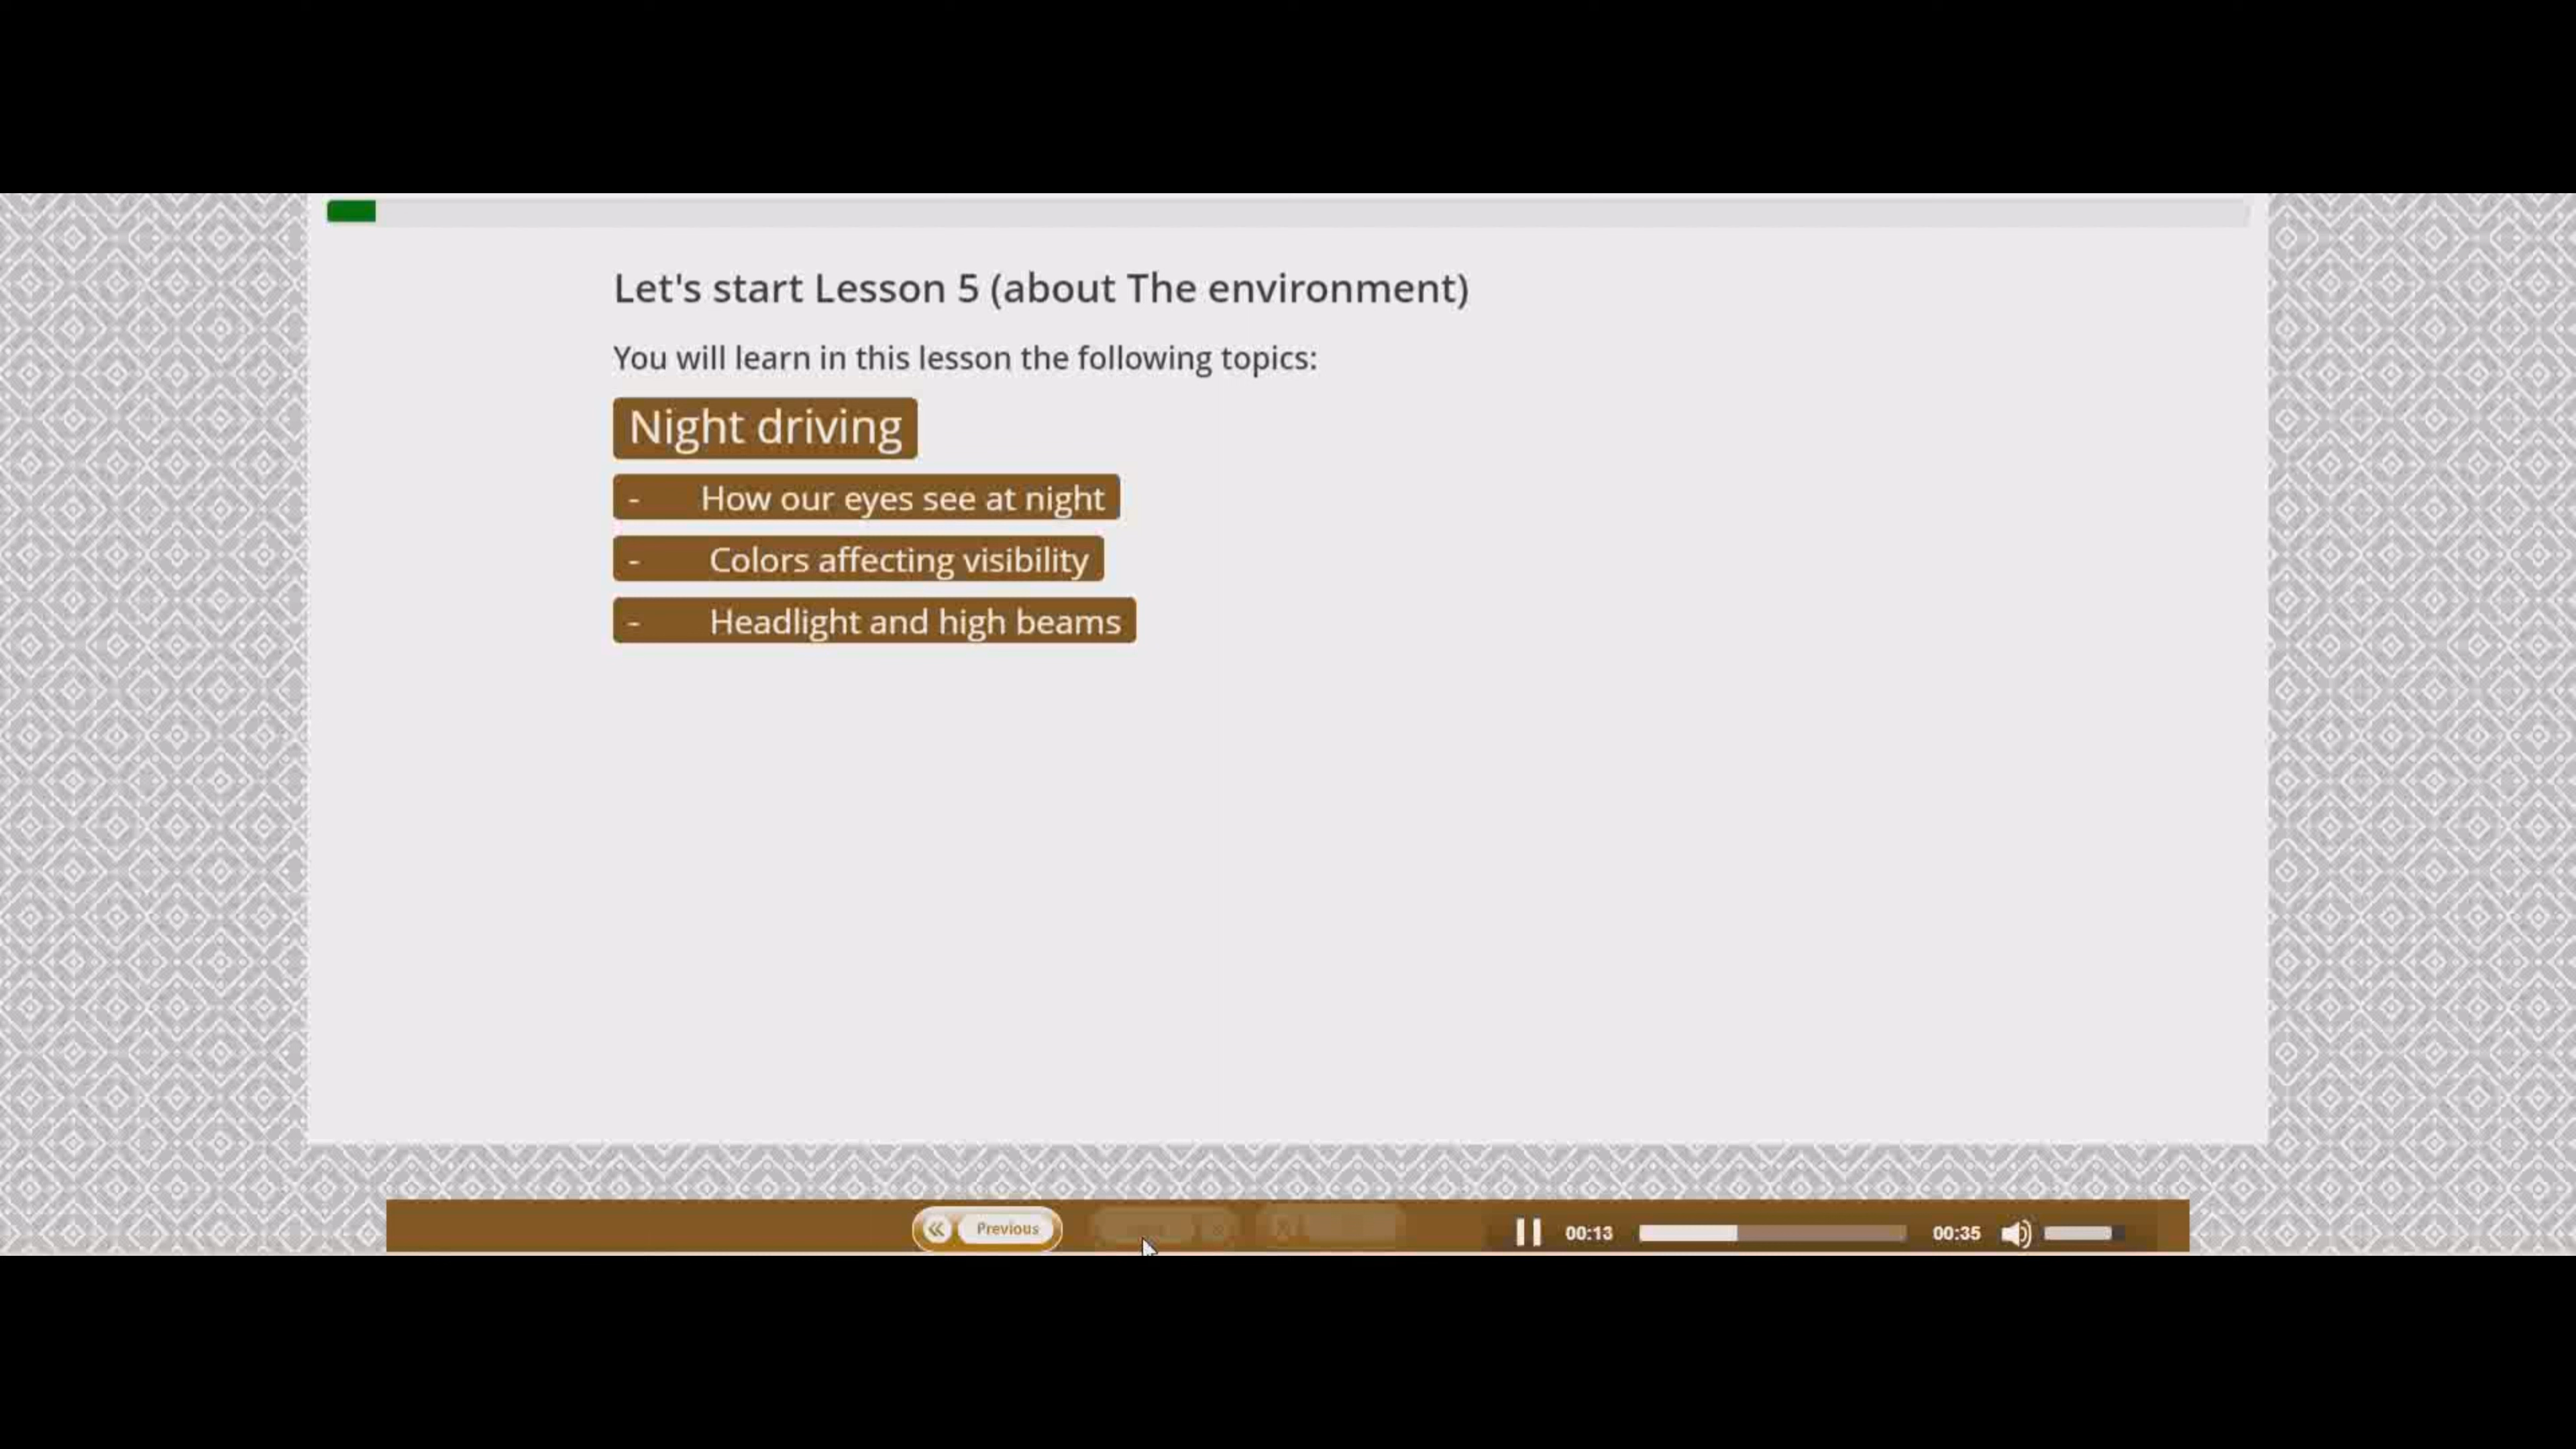 Let's start Lesson 5 (about The environment)
You will learn in this lesson the following topics:
Night driving
- How our eyes see at night
- Colors affecting visibility
- Headlight and high beams
Previous
00:13
00:35